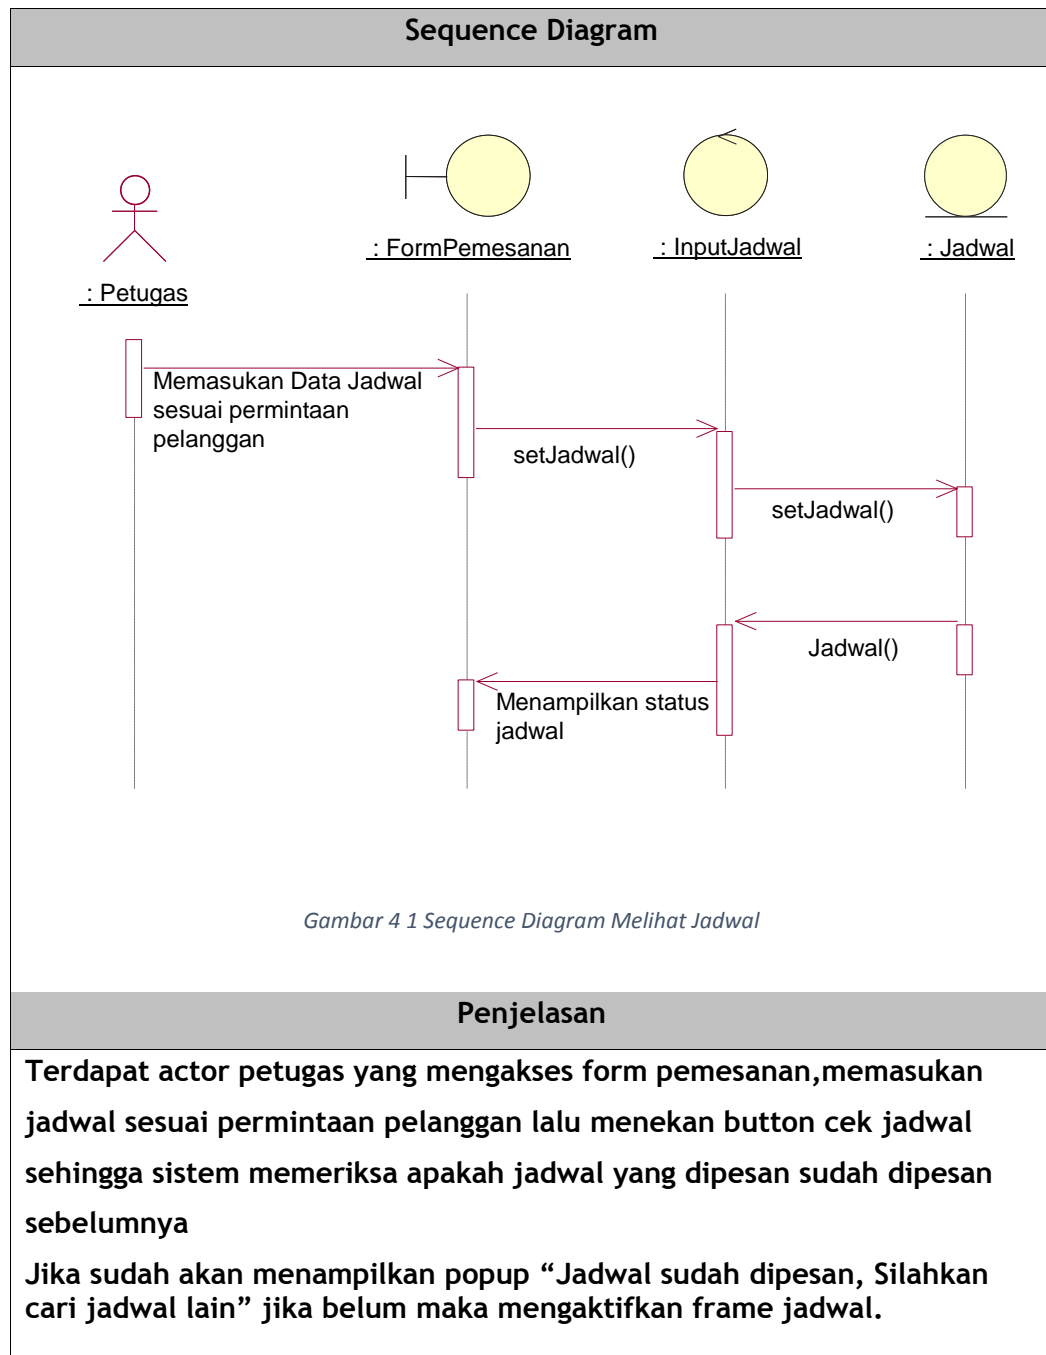 Sequence Diagram
: FormPemesanan
: InputJadwal
: Jadwal
: Petugas
Memasukan Data Jadwal
sesuai permintaan
pelanggan
setJadwal()
setJadwal()
Jadwal()
Menampilkan status
jadwal
Gambar 4 1 Sequence Diagram Melihat Jadwal
Penjelasan
Terdapat actor petugas yang mengakses form pemesanan,memasukan
jadwal sesuai permintaan pelanggan lalu menekan button cek jadwal
sehingga sistem memeriksa apakah jadwal yang dipesan sudah dipesan
sebelumnya
Jika sudah akan menampilkan popup “Jadwal sudah dipesan, Silahkan
cari jadwal lain” jika belum maka mengaktifkan frame jadwal.